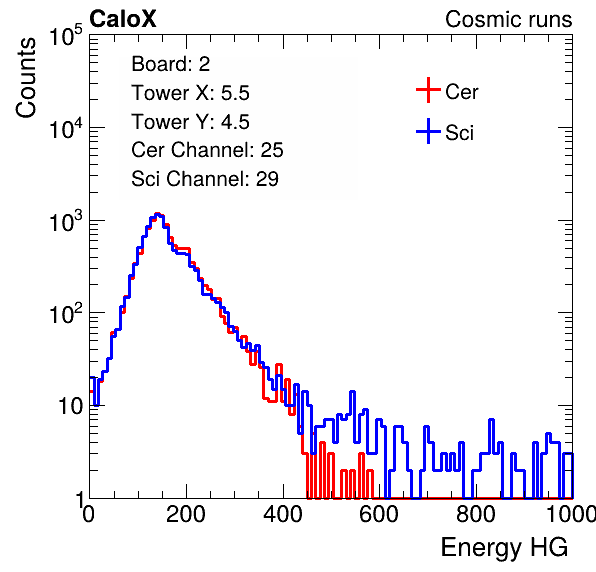 CaloX Cosmic runs
Board: 2
Tower X: 5.5
Tower Y: 4.5
Cer Channel: 25
Sci Channel: 29
Cer
Sci
Counts
10^5
10^4
10^3
10^2
10
1
0 200 400 600 800 1000
Energy HG